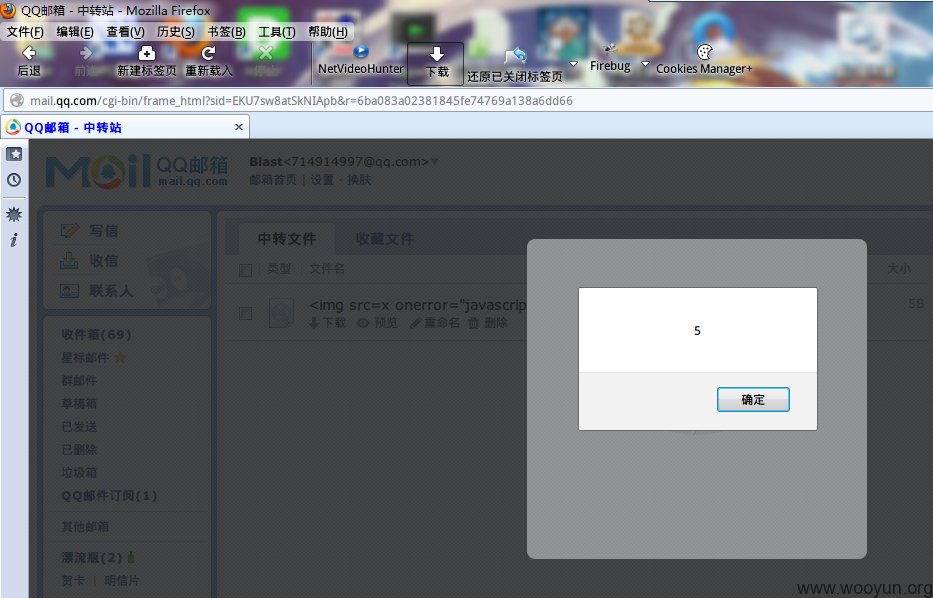 QQ邮箱 - 中转站 - Mozilla Firefox
文件(F) 编辑(E) 查看(V) 历史(S) 书签(B) 工具(T) 帮助(H)
后退 新建标签页 重新载入 NetVideoHunter 下载 还原已关闭标签页 Firebug Cookies Manager+
mail.qq.com/cgi-bin/frame_html?sid=EKU7sw8atSkNIApb&r=6ba083a02381845fe74769a138a6dd66
QQ邮箱 - 中转站 ×
Mail QQ邮箱 mail.qq.com
Blast<714914997@qq.com>
邮箱首页 | 设置 - 换肤
写信
收信
联系人
收件箱(69)
星标邮件
群邮件
草稿箱
已发送
已删除
垃圾箱
QQ邮件订阅(1)
其他邮箱
漂流瓶(2)
贺卡 | 明信片
中转文件 收藏文件
类型 文件名 大小
<img src=x onerror="javascrip 5B
下载 预览 重命名 删除
5
确定
www.wooyun.org